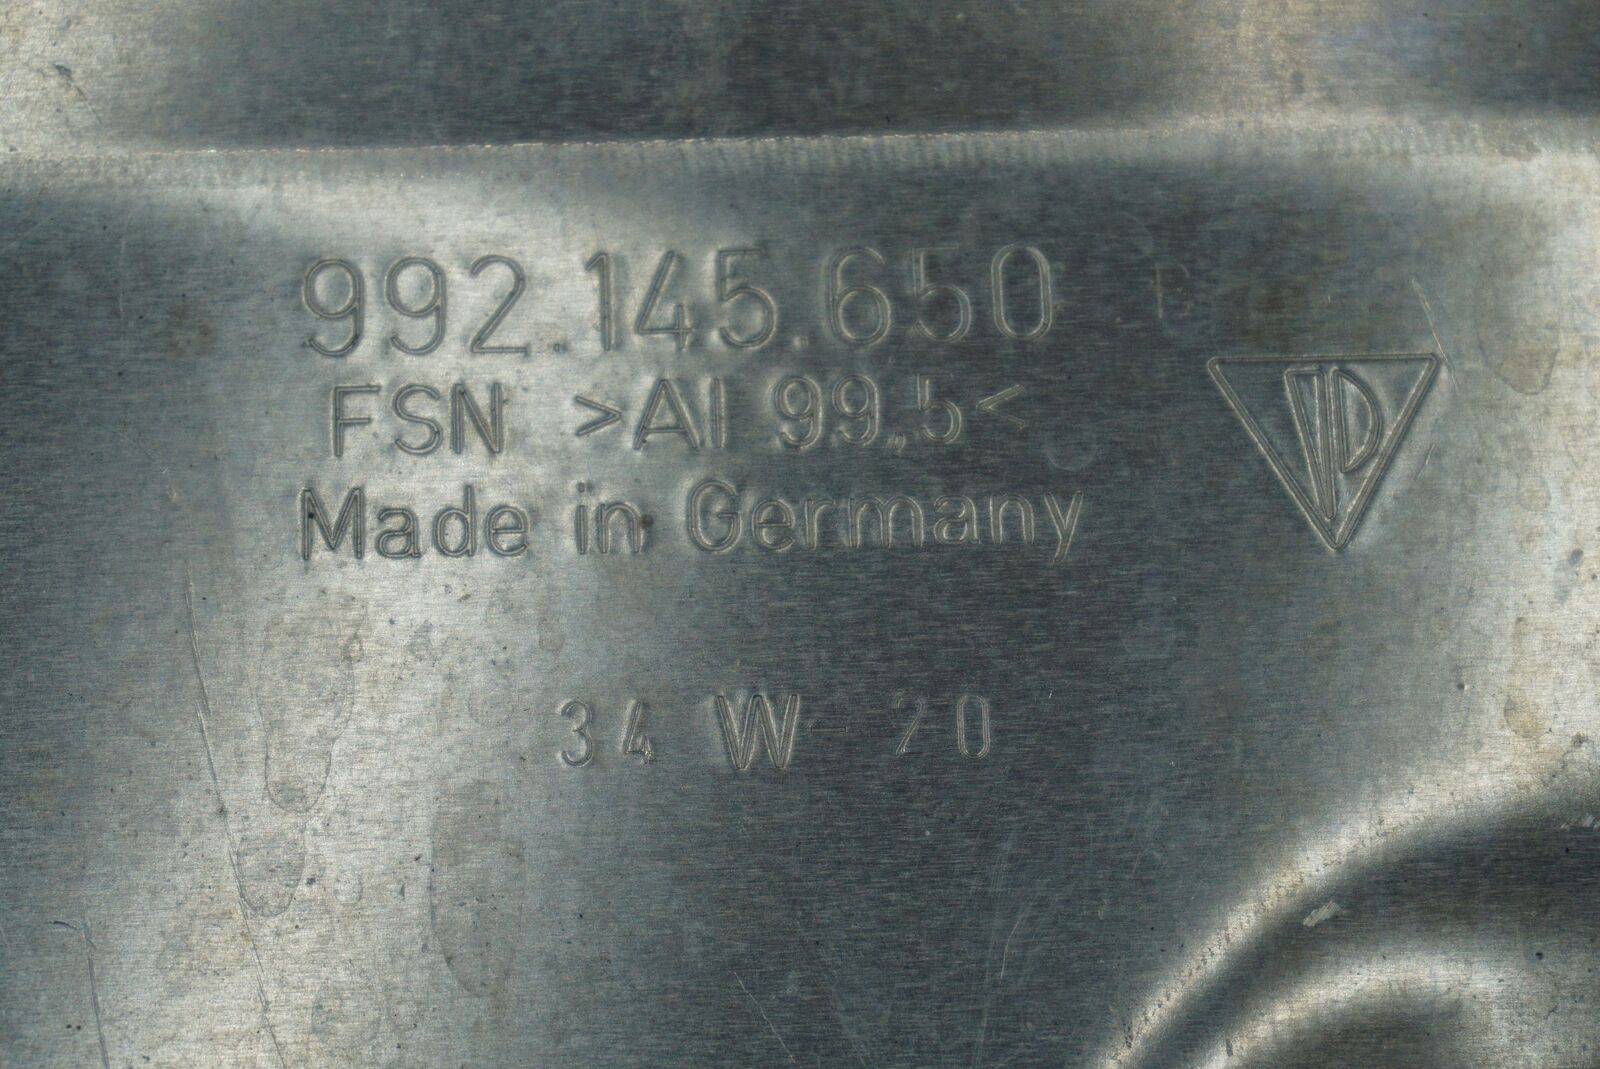 992.145.650
FSN >Al 99,5<
Made in Germany
34 W 20